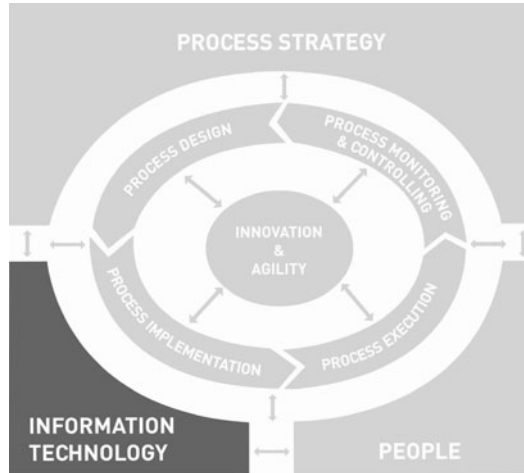 PROCESS STRATEGY
PROCESS DESIGN
PROCESS MONITORING
& CONTROLLING
INNOVATION
&
AGILITY
PROCESS IMPLEMENTATION
PROCESS EXECUTION
INFORMATION
TECHNOLOGY
PEOPLE